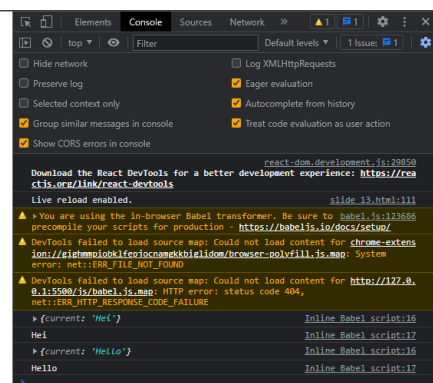 Elements Console Sources Network » 1 1
top Filter Default levels 1 Issue: 1
Hide network Log XMLHttpRequests
Preserve log Eager evaluation
Selected context only Autocomplete from history
Group similar messages in console Treat code evaluation as user action
Show CORS errors in console
react-dom.development.js:29850
Download the React DevTools for a better development experience: https://rea
ctjs.org/link/react-devtools
Live reload enabled. slide 13.html:111
You are using the in-browser Babel transformer. Be sure to babel.js:123686
precompile your scripts for production - https://babeljs.io/docs/setup/
DevTools failed to load source map: Could not load content for chrome-extens
ion://gighmmpiobklfepjocnamgkkbiglidom/browser-polyfill.js.map: System
error: net::ERR_FILE_NOT_FOUND
DevTools failed to load source map: Could not load content for http://127.0.
0.1:5500/js/babel.js.map: HTTP error: status code 404,
net::ERR_HTTP_RESPONSE_CODE_FAILURE
{current: 'Hei'} Inline Babel script:16
Hei Inline Babel script:17
{current: 'Hello'} Inline Babel script:16
Hello Inline Babel script:17